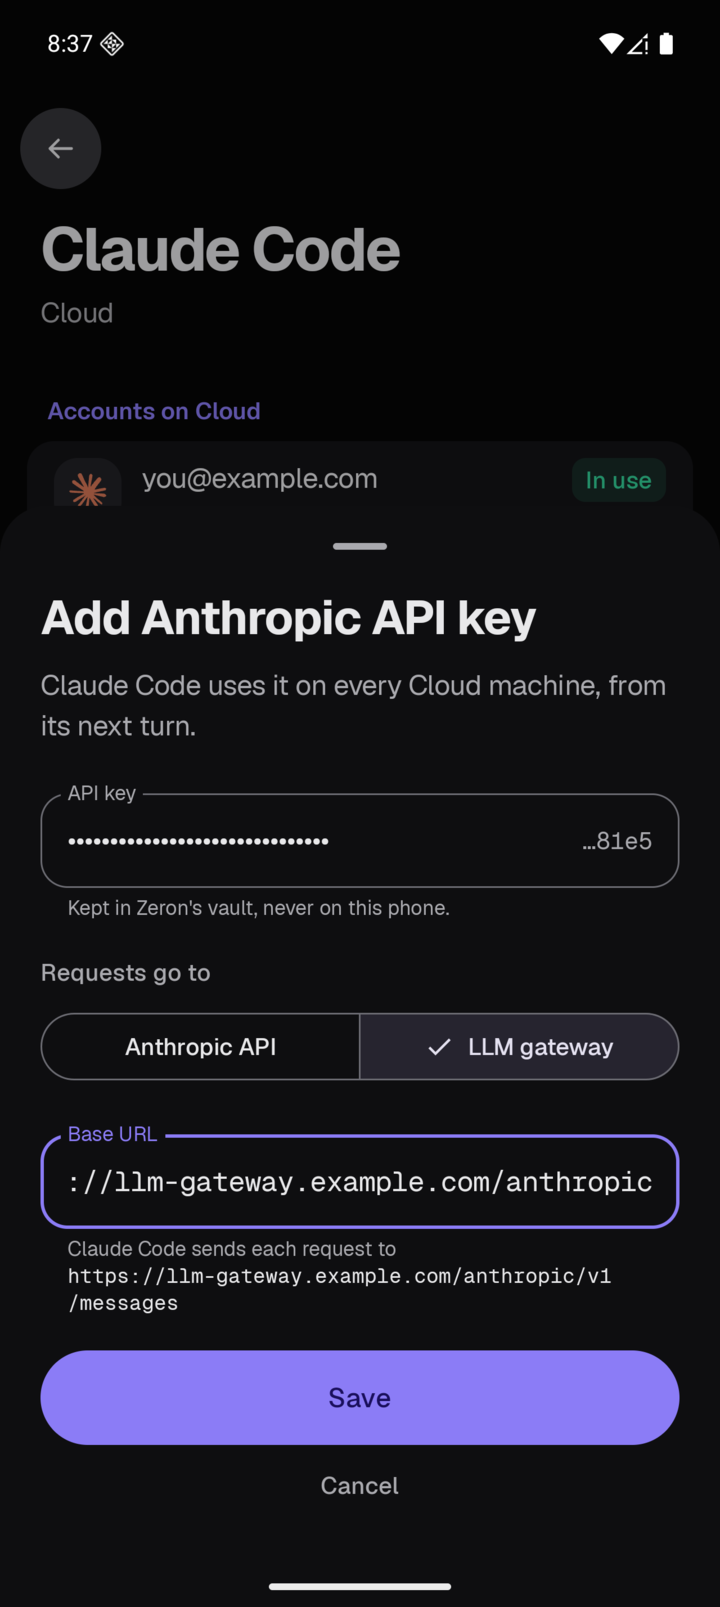 8:37
Claude Code
Cloud
Accounts on Cloud
you@example.com
In use
Add Anthropic API key
Claude Code uses it on every Cloud machine, from
its next turn.
API key
••••••••••••••••••••••••••••••• …81e5
Kept in Zeron's vault, never on this phone.
Requests go to
Anthropic API
LLM gateway
Base URL
://llm-gateway.example.com/anthropic
Claude Code sends each request to
https://llm-gateway.example.com/anthropic/v1
/messages
Save
Cancel